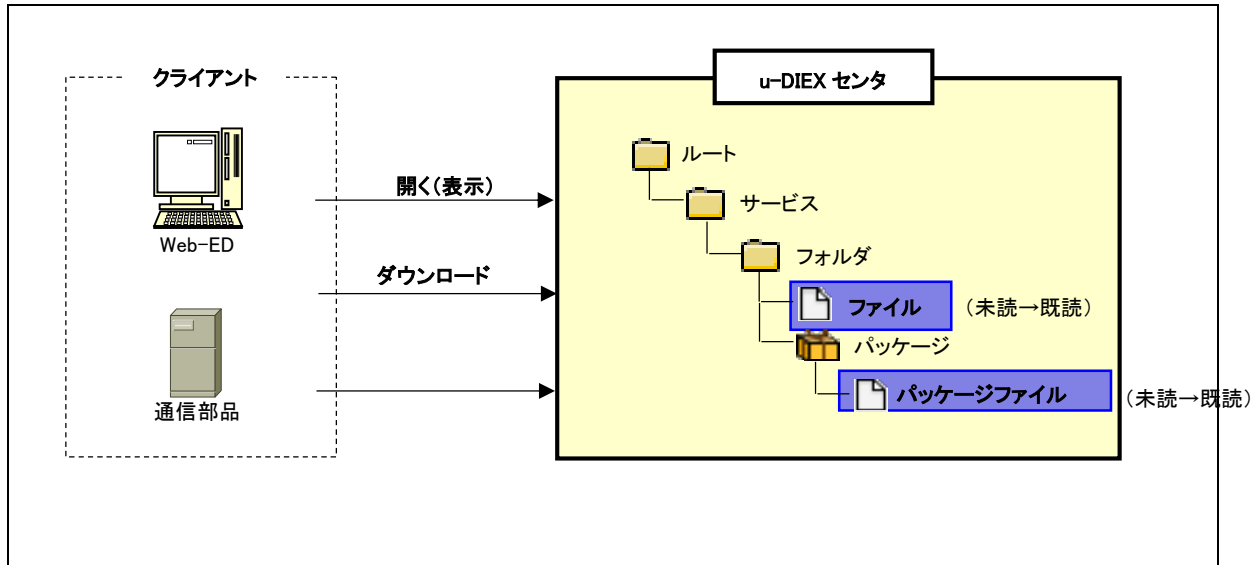 クライアント
u-DIEX センタ
ルート
開く(表示)
サービス
Web-ED
フォルダ
ダウンロード
ファイル
(未読→既読)
パッケージ
パッケージファイル
(未読→既読)
通信部品